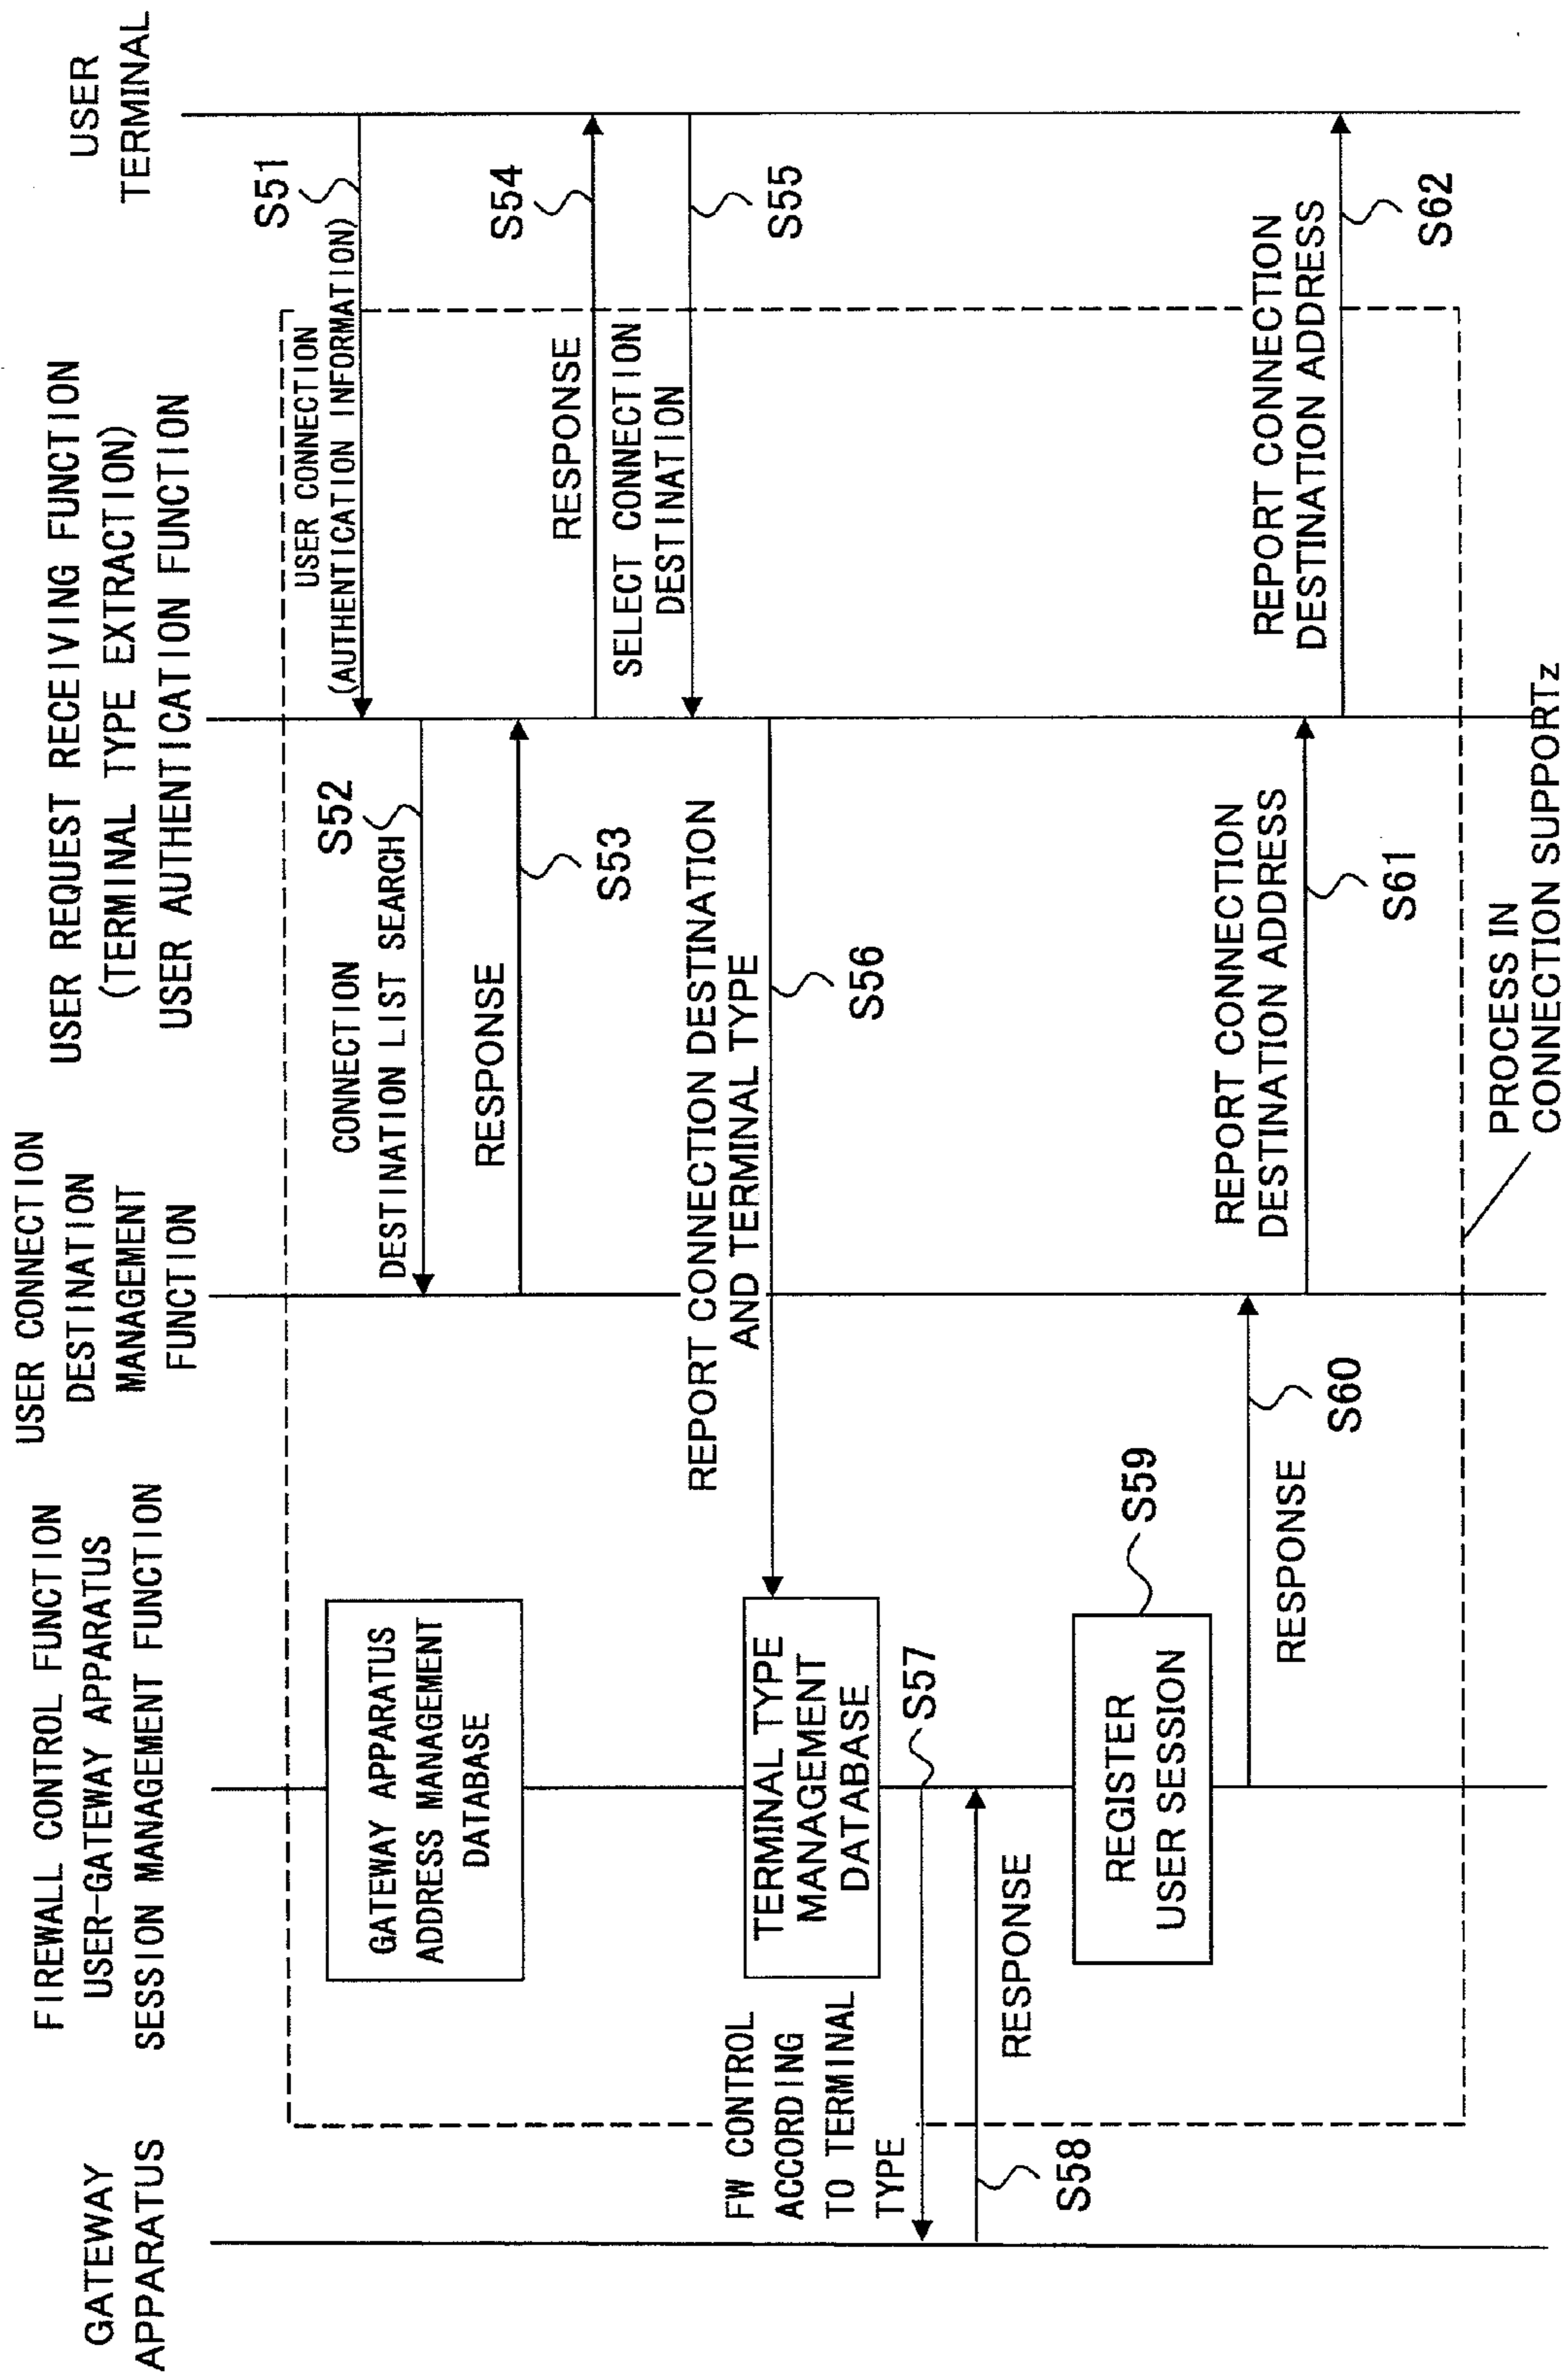 GATEWAY
APPARATUS
FIREWALL CONTROL FUNCTION
USER-GATEWAY APPARATUS
SESSION MANAGEMENT FUNCTION
USER CONNECTION
DESTINATION
MANAGEMENT
FUNCTION
USER REQUEST RECEIVING FUNCTION
(TERMINAL TYPE EXTRACTION)
USER AUTHENTICATION FUNCTION
USER
TERMINAL
S51
USER CONNECTION
(AUTHENTICATION INFORMATION)
S52
CONNECTION
DESTINATION LIST SEARCH
GATEWAY APPARATUS
ADDRESS MANAGEMENT
DATABASE
RESPONSE
S53
RESPONSE
S54
SELECT CONNECTION
DESTINATION
S55
REPORT CONNECTION DESTINATION
AND TERMINAL TYPE
S56
TERMINAL TYPE
MANAGEMENT
DATABASE
FW CONTROL
ACCORDING
TO TERMINAL
TYPE
S57
RESPONSE
S58
REGISTER
USER SESSION
S59
RESPONSE
S60
REPORT CONNECTION
DESTINATION ADDRESS
S61
REPORT CONNECTION
DESTINATION ADDRESS
S62
PROCESS IN
CONNECTION SUPPORTz